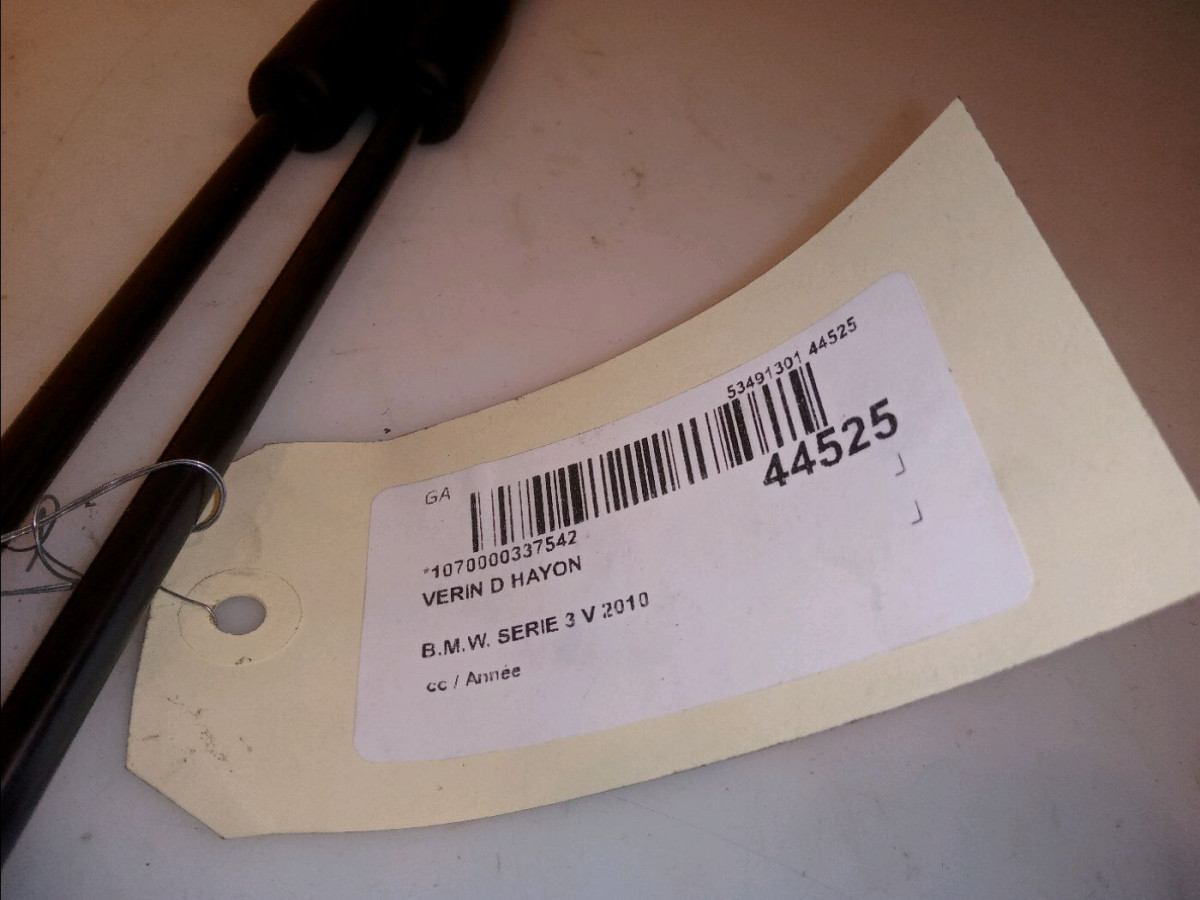 53491301 44525
GA
44525
*1070000337542
VERIN D HAYON
B.M.W. SERIE 3 V 2010
cc / Année